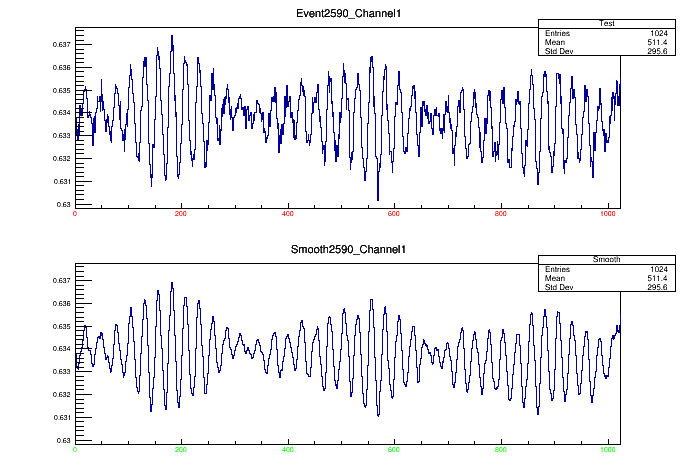 Event2590_Channel1
Test
Entries 1024
Mean 511.4
Std Dev 295.6
0.637
0.636
0.635
0.634
0.633
0.632
0.631
0.63
0 200 400 600 800 1000
Smooth2590_Channel1
Smooth
Entries 1024
Mean 511.4
Std Dev 295.6
0.637
0.636
0.635
0.634
0.633
0.632
0.631
0.63
0 200 400 600 800 1000